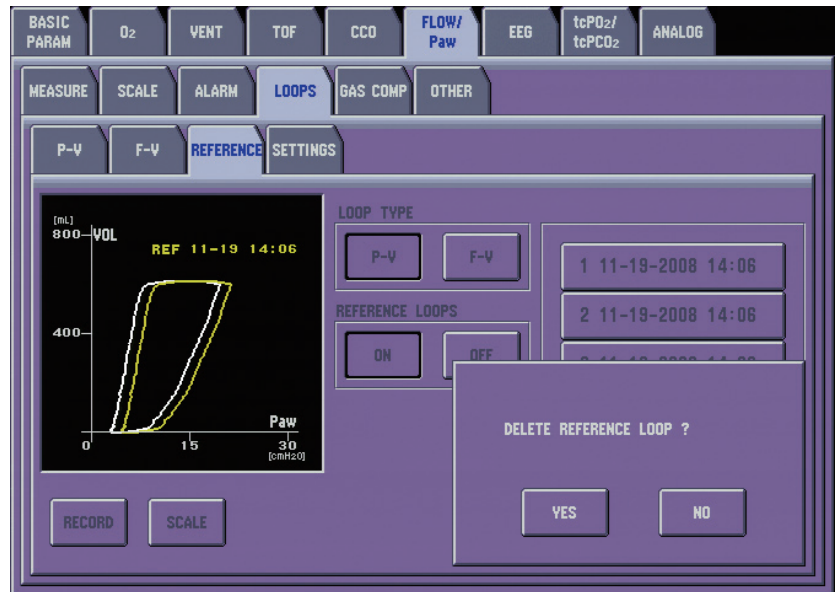 BASIC PARAM
O2
VENT
TOF
CCO
FLOW/ Paw
EEG
tcPO2/ tcPCO2
ANALOG
MEASURE
SCALE
ALARM
LOOPS
GAS COMP
OTHER
P-V
F-V
REFERENCE
SETTINGS
[mL]
800
VOL
REF 11-19 14:06
400
Paw
0
15
30
[cmH2O]
LOOP TYPE
P-V
F-V
REFERENCE LOOPS
ON
OFF
1 11-19-2008 14:06
2 11-19-2008 14:06
DELETE REFERENCE LOOP ?
YES
NO
RECORD
SCALE